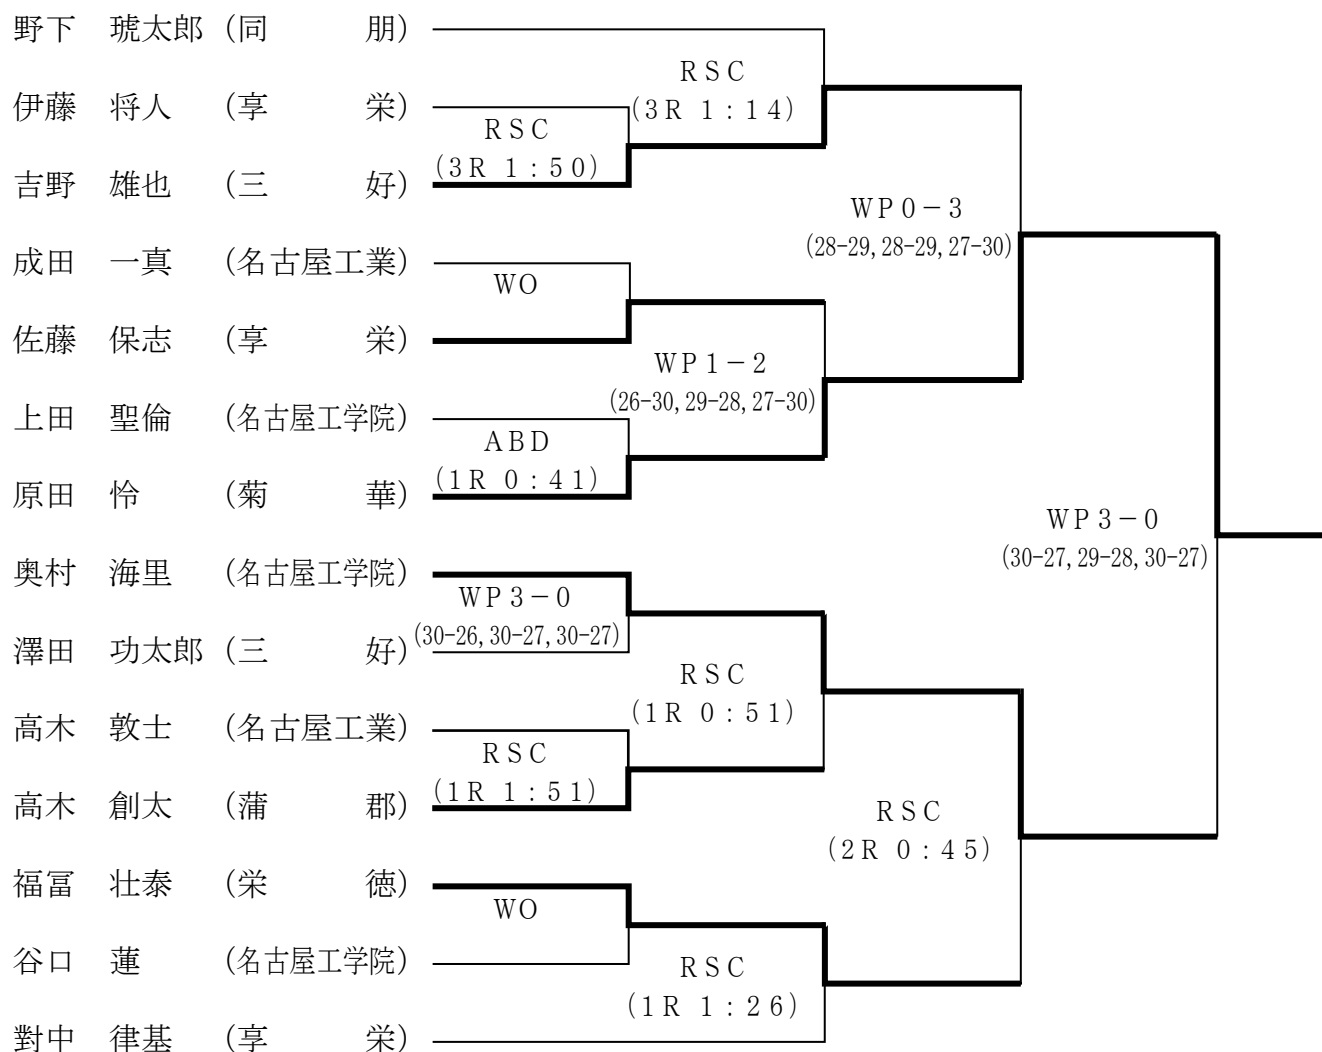 野下 琥太郎 (同 朋)
RSC
(3R 1:14)
伊藤 将人 (享 栄)
RSC
(3R 1:50)
吉野 雄也 (三 好)
WP0-3
(28-29,28-29,27-30)
成田 一真 (名古屋工業)
WO
佐藤 保志 (享 栄)
WP1-2
(26-30,29-28,27-30)
上田 聖倫 (名古屋工学院)
ABD
(1R 0:41)
原田 怜 (菊 華)
WP3-0
(30-27,29-28,30-27)
奥村 海里 (名古屋工学院)
WP3-0
(30-26,30-27,30-27)
澤田 功太郎 (三 好)
RSC
(1R 0:51)
高木 敦士 (名古屋工業)
RSC
(1R 1:51)
高木 創太 (蒲 郡)
RSC
(2R 0:45)
福冨 壮泰 (栄 徳)
WO
谷口 蓮 (名古屋工学院)
RSC
(1R 1:26)
對中 律基 (享 栄)